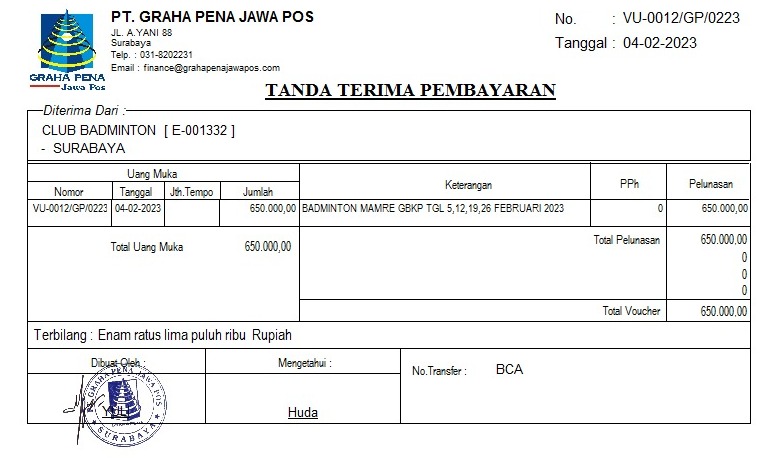 PT. GRAHA PENA JAWA POS
JL. A.YANI 88
Surabaya
Telp. : 031-8202231
Email : finance@grahapenajawapos.com
GRAHA PENA
Jawa Pos
No. : VU-0012/GP/0223
Tanggal : 04-02-2023
TANDA TERIMA PEMBAYARAN
Diterima Dari :
CLUB BADMINTON [ E-001332 ]
- SURABAYA
Uang Muka Keterangan PPh Pelunasan
Nomor Tanggal Jth.Tempo Jumlah
VU-0012/GP/0223 04-02-2023 650.000,00 BADMINTON MAMRE GBKP TGL 5,12,19,26 FEBRUARI 2023 0 650.000,00
Total Uang Muka 650.000,00 Total Pelunasan 650.000,00
0
0
0
Total Voucher 650.000,00
Terbilang : Enam ratus lima puluh ribu Rupiah
Dibuat Oleh : Mengetahui : No.Transfer : BCA
PT. GRAHA PENA JAWA POS
SURABAYA
Huda